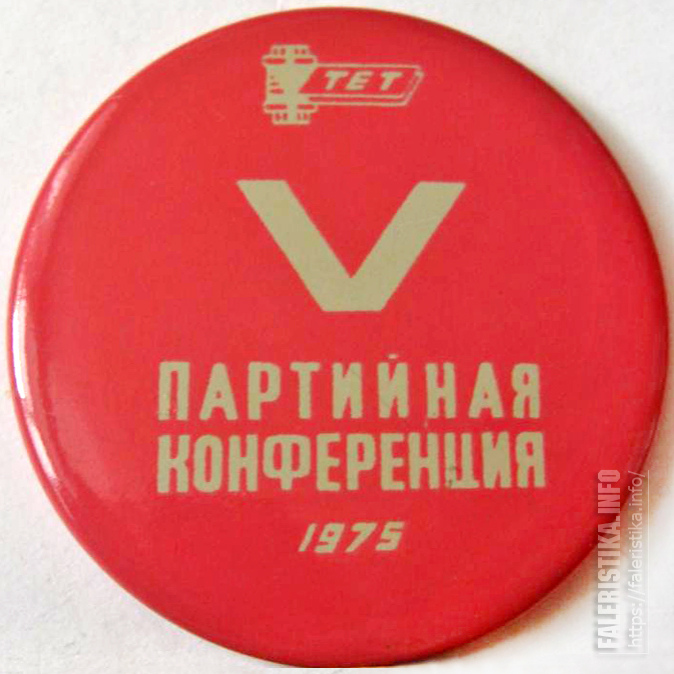 ТЕТ
V
ПАРТИЙНАЯ
КОНФЕРЕНЦИЯ
1975
FALERISTIKA.INFO
https://faleristika.info/